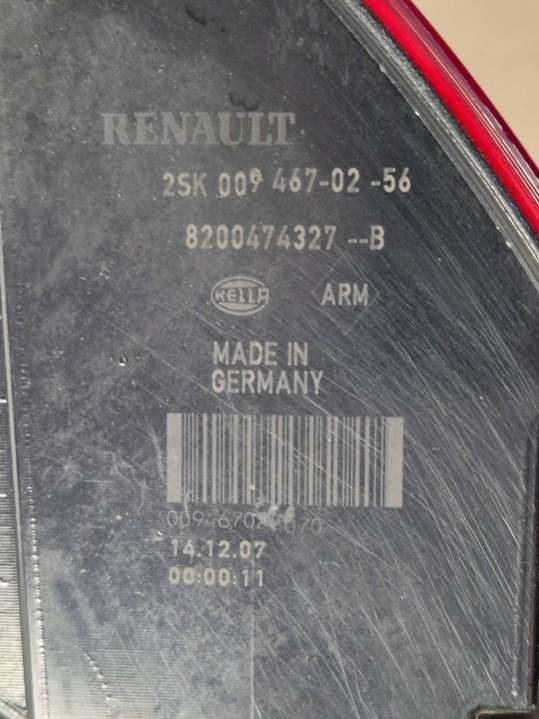 RENAULT
2SK 009 467-02 -56
8200474327 --B
HELLA ARM
MADE IN
GERMANY
14.12.07
00:00:11